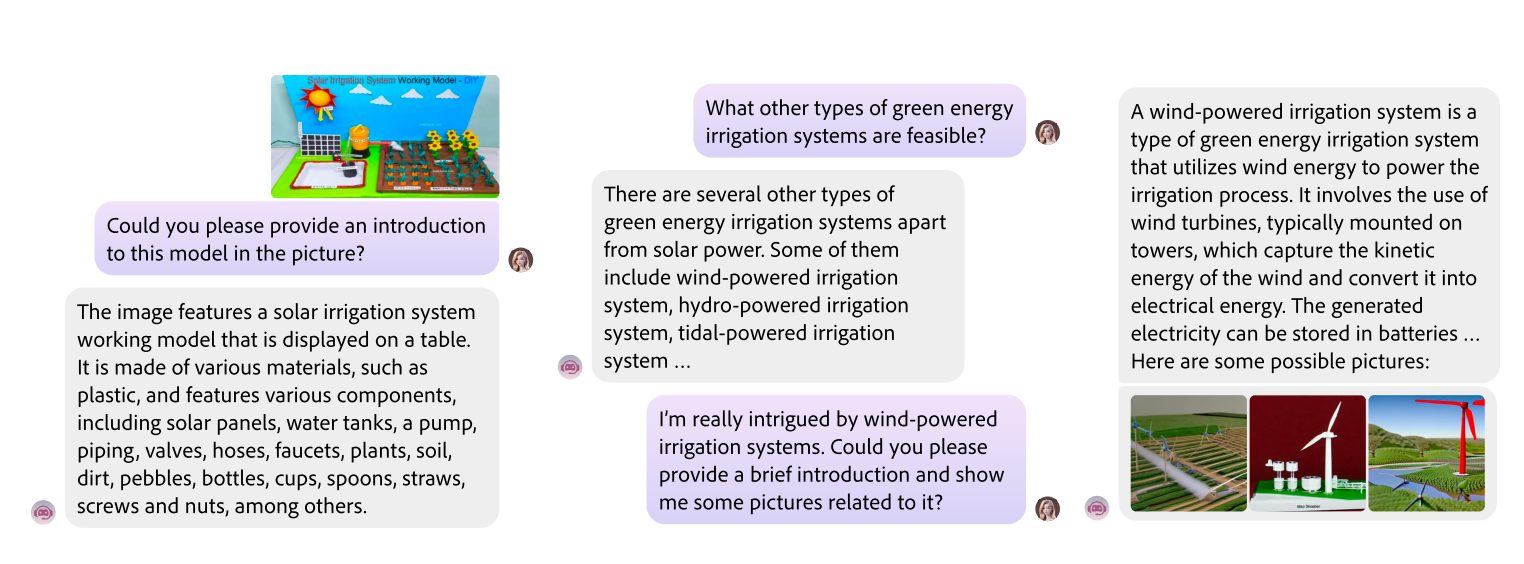 Solar Irrigation System Working Model - DIY
Could you please provide an introduction
to this model in the picture?
The image features a solar irrigation system
working model that is displayed on a table.
It is made of various materials, such as
plastic, and features various components,
including solar panels, water tanks, a pump,
piping, valves, hoses, faucets, plants, soil,
dirt, pebbles, bottles, cups, spoons, straws,
screws and nuts, among others.
What other types of green energy
irrigation systems are feasible?
There are several other types of
green energy irrigation systems apart
from solar power. Some of them
include wind-powered irrigation
system, hydro-powered irrigation
system, tidal-powered irrigation
system ...
I'm really intrigued by wind-powered
irrigation systems. Could you please
provide a brief introduction and show
me some pictures related to it?
A wind-powered irrigation system is a
type of green energy irrigation system
that utilizes wind energy to power the
irrigation process. It involves the use of
wind turbines, typically mounted on
towers, which capture the kinetic
energy of the wind and convert it into
electrical energy. The generated
electricity can be stored in batteries ...
Here are some possible pictures: